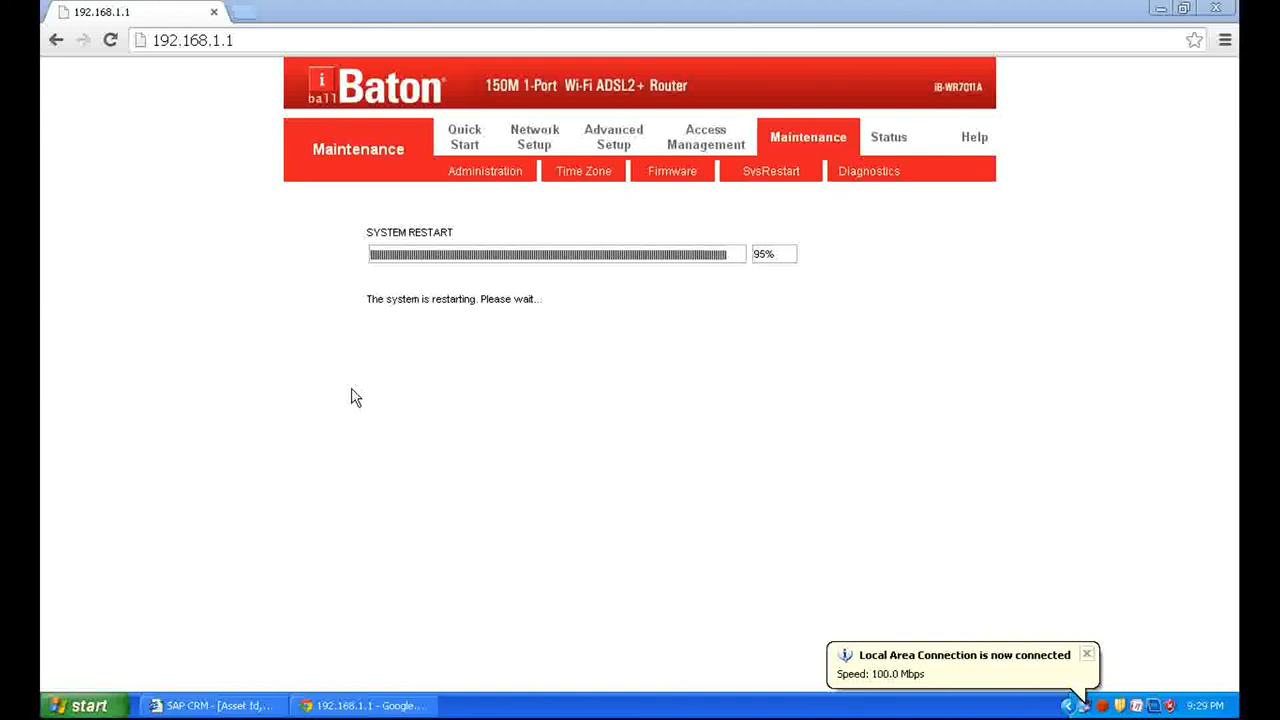 192.168.1.1
192.168.1.1
i
ball
Baton
150M 1-Port Wi-Fi ADSL2+ Router
iB-WR7011A
Maintenance
Quick Start
Network Setup
Advanced Setup
Access Management
Maintenance
Status
Help
Administration
Time Zone
Firmware
SysRestart
Diagnostics
SYSTEM RESTART
95%
The system is restarting. Please wait...
Local Area Connection is now connected
Speed: 100.0 Mbps
start
SAP CRM - [Asset fd,...
192.168.1.1 - Google...
9:29 PM